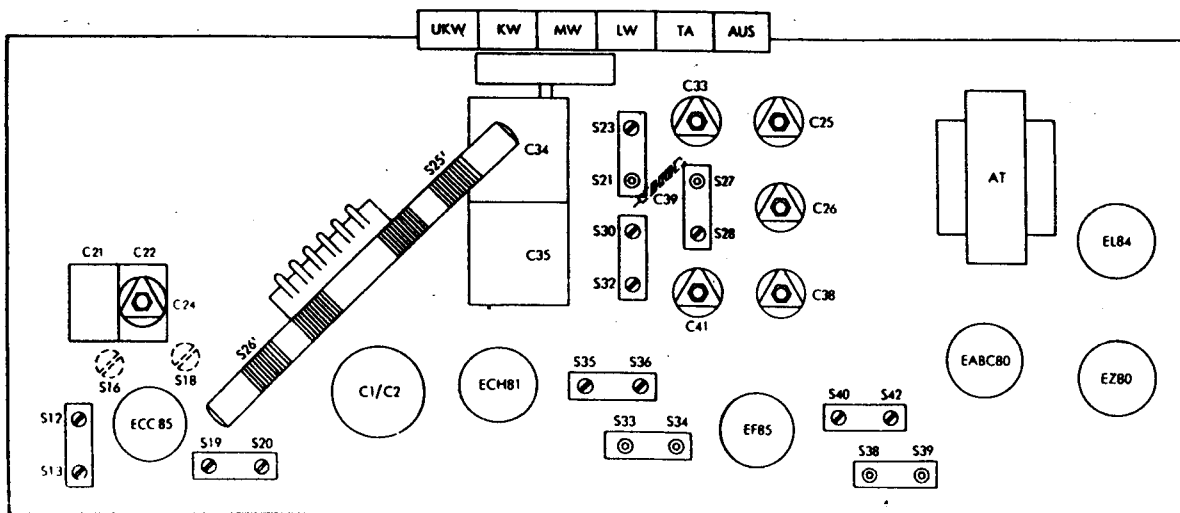 UKW KW MW LW TA AUS
C33
C34
S23
C25
S25'
S21
S27
C39
AT
C26
S30
S28
C35
EL84
C21 C22
S32
C24
C38
C41
S26'
S16
S18
S35 S36
EABC80
C1/C2
ECH81
EZ80
S12
ECC 85
S40 S42
S33 S34
EF85
S19 S20
S38 S39
S13